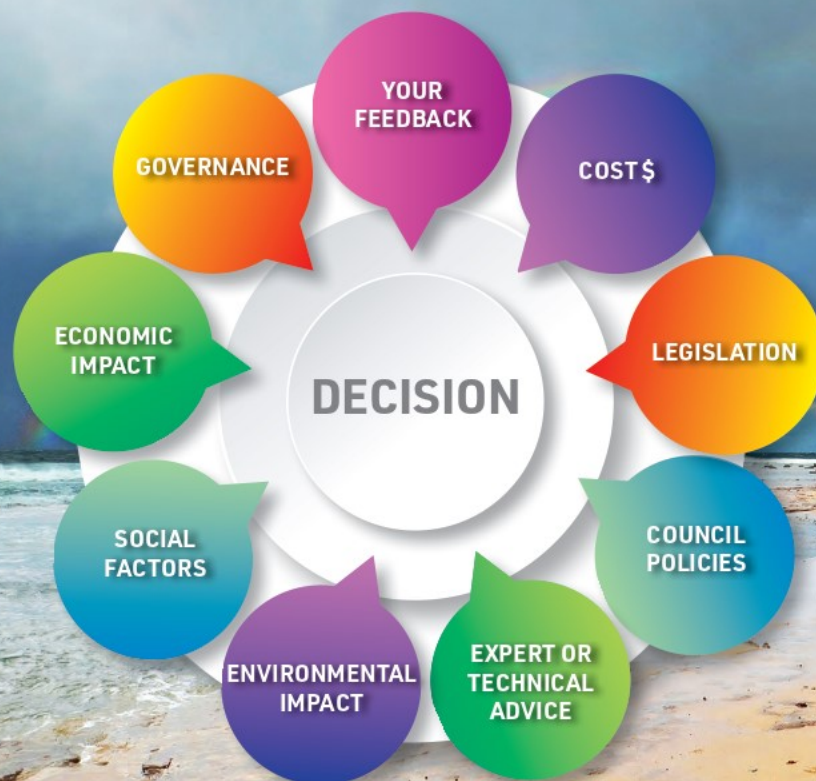 YOUR
FEEDBACK
COST $
LEGISLATION
COUNCIL
POLICIES
EXPERT OR
TECHNICAL
ADVICE
ENVIRONMENTAL
IMPACT
SOCIAL
FACTORS
ECONOMIC
IMPACT
GOVERNANCE
DECISION